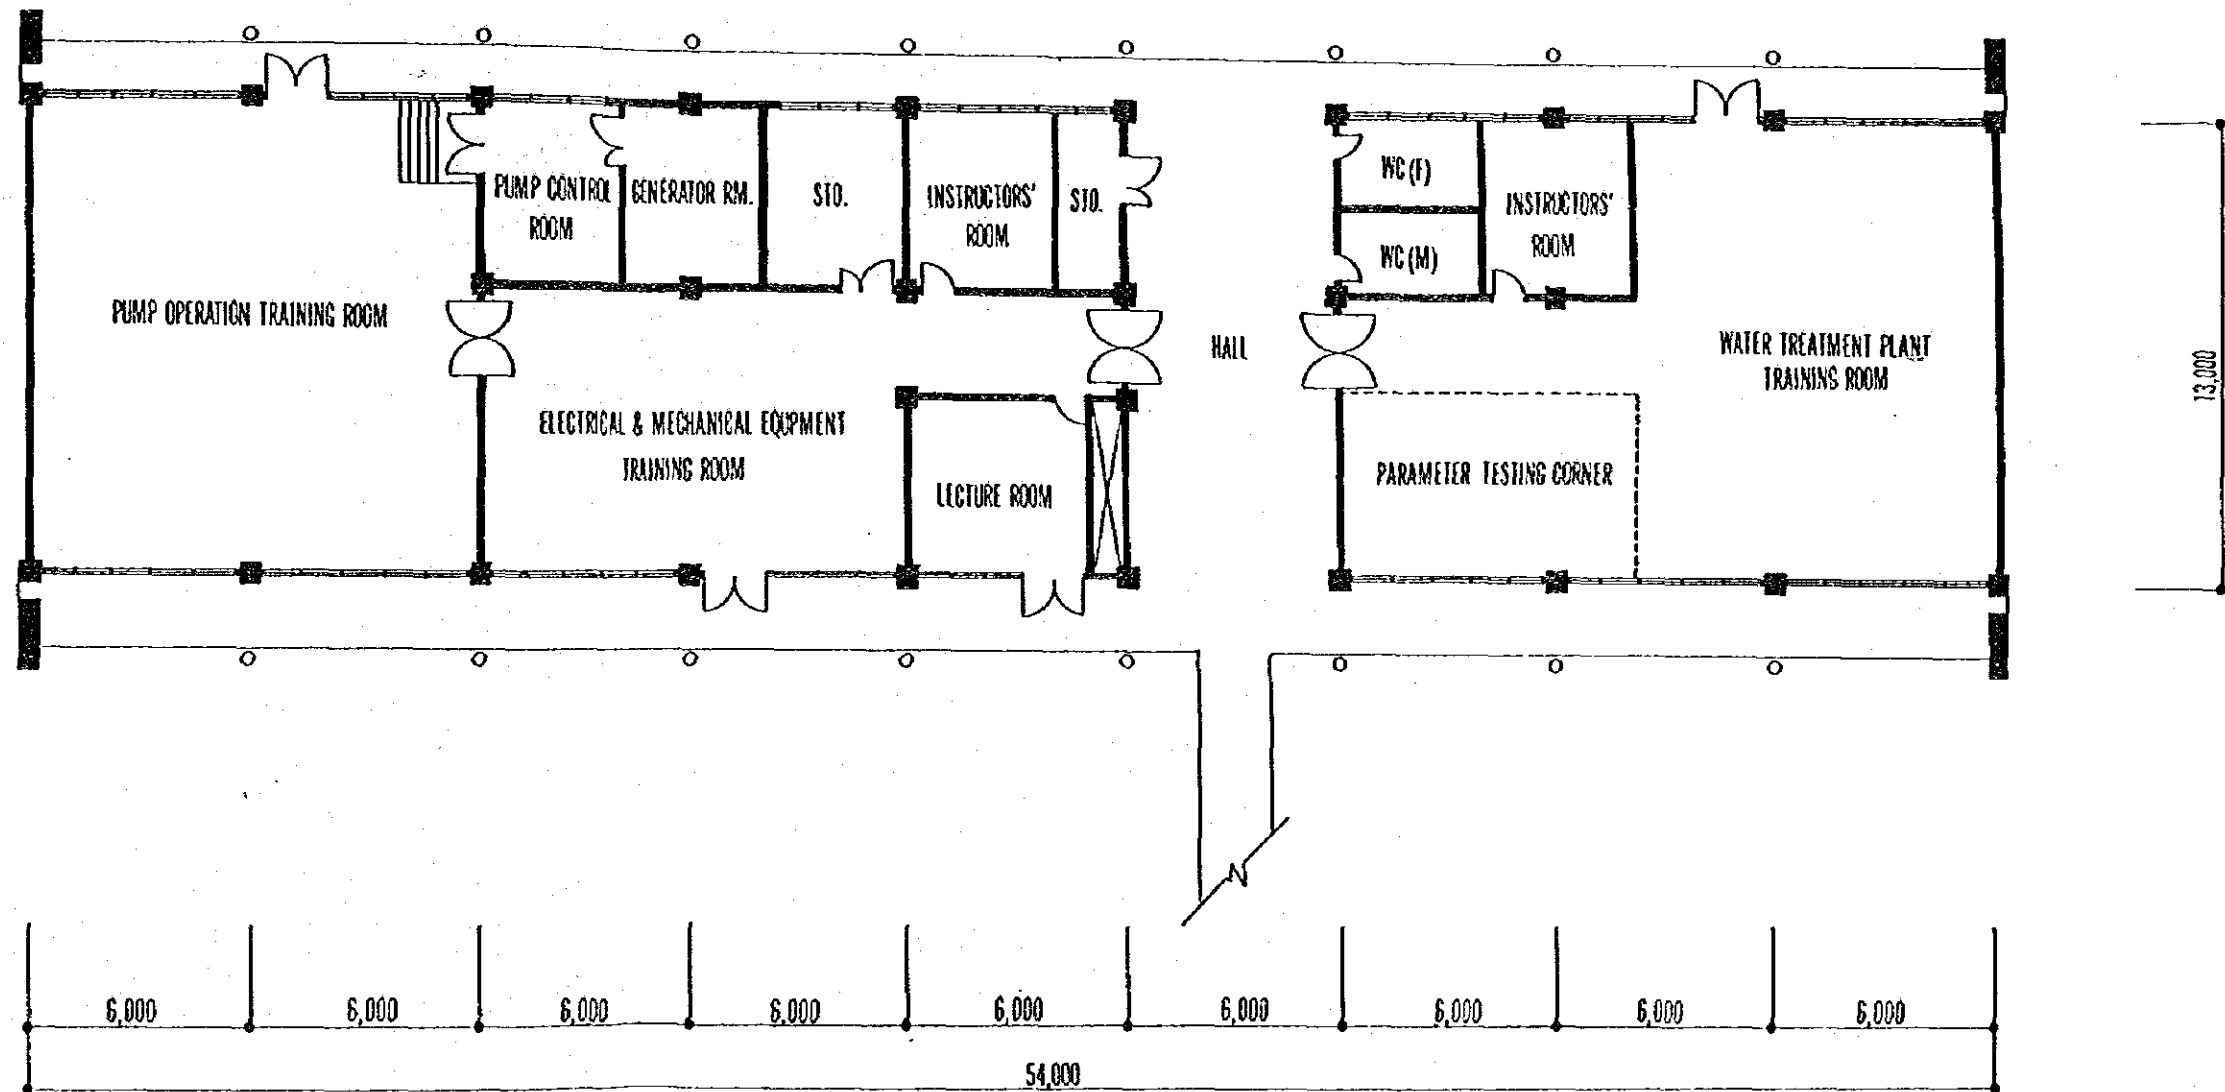 PUMP CONTROL
ROOM
GENERATOR RM.
STO.
INSTRUCTORS'
ROOM
STO.
WC (F)
WC (M)
INSTRUCTORS'
ROOM
PUMP OPERATION TRAINING ROOM
HALL
WATER TREATMENT PLANT
TRAINING ROOM
13,000
ELECTRICAL & MECHANICAL EQUPMENT
TRAINING ROOM
LECTURE ROOM
PARAMETER TESTING CORNER
N
6,000
6,000
6,000
6,000
6,000
6,000
6,000
6,000
6,000
54,000